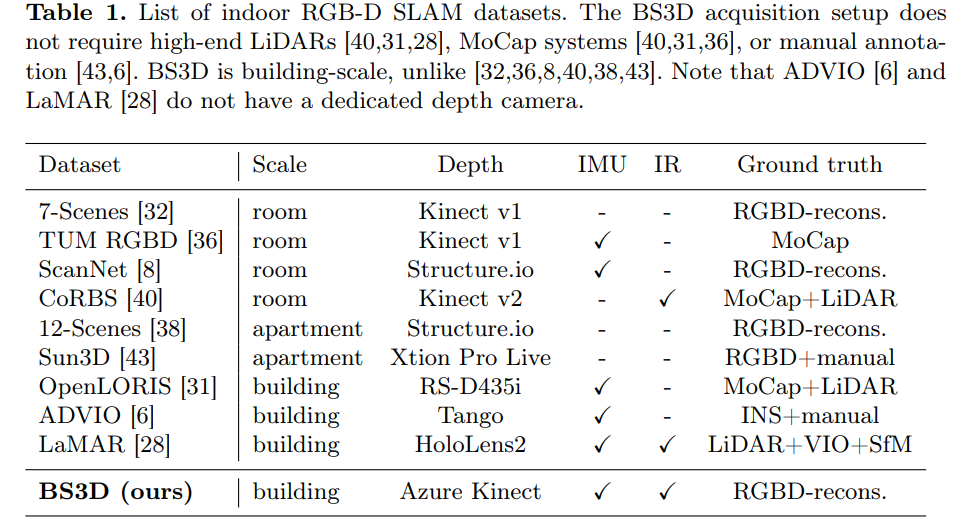 Table 1. List of indoor RGB-D SLAM datasets. The BS3D acquisition setup does
not require high-end LiDARs [40,31,28], MoCap systems [40,31,36], or manual annota-
tion [43,6]. BS3D is building-scale, unlike [32,36,8,40,38,43]. Note that ADVIO [6] and
LaMAR [28] do not have a dedicated depth camera.
Dataset Scale Depth IMU IR Ground truth
7-Scenes [32] room Kinect v1 - - RGBD-recons.
TUM RGBD [36] room Kinect v1 ✓ - MoCap
ScanNet [8] room Structure.io ✓ - RGBD-recons.
CoRBS [40] room Kinect v2 - ✓ MoCap+LiDAR
12-Scenes [38] apartment Structure.io - - RGBD-recons.
Sun3D [43] apartment Xtion Pro Live - - RGBD+manual
OpenLORIS [31] building RS-D435i ✓ - MoCap+LiDAR
ADVIO [6] building Tango ✓ - INS+manual
LaMAR [28] building HoloLens2 ✓ ✓ LiDAR+VIO+SfM
BS3D (ours) building Azure Kinect ✓ ✓ RGBD-recons.